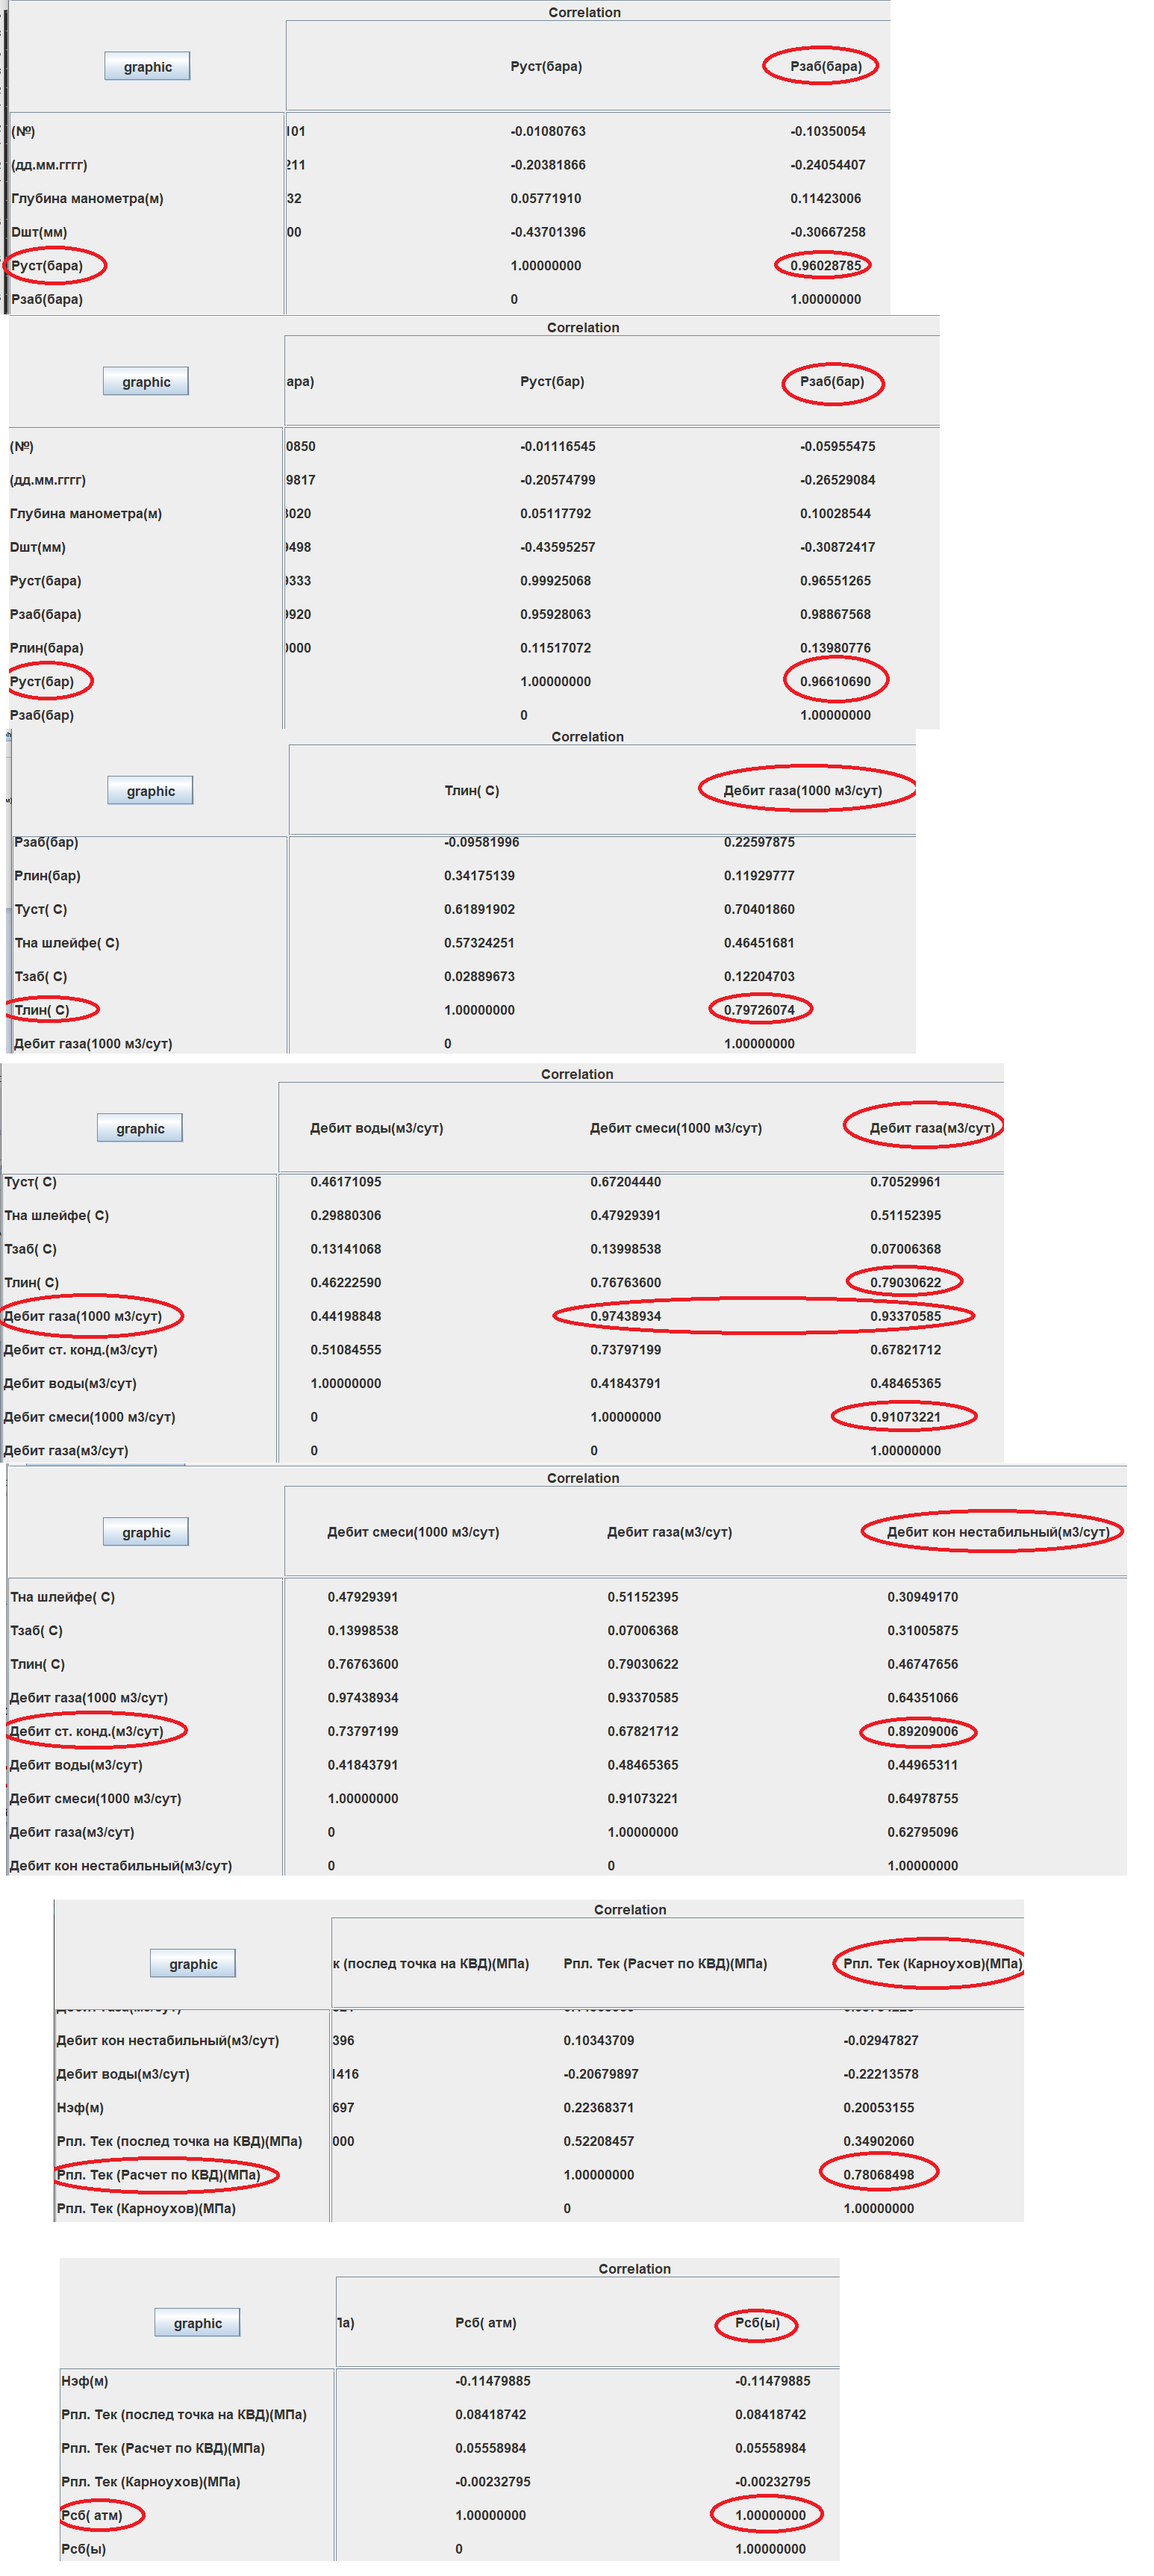 Correlation
graphic Руст(бара) Рзаб(бара)
(№) 101 -0.01080763 -0.10350054
(дд.мм.гггг) 211 -0.20381866 -0.24054407
Глубина манометра(м) 32 0.05771910 0.11423006
Dшт(мм) 00 -0.43701396 -0.30667258
Руст(бара) 1.00000000 0.96028785
Рзаб(бара) 0 1.00000000
Correlation
graphic ара) Руст(бар) Рзаб(бар)
(№) 0850 -0.01116545 -0.05955475
(дд.мм.гггг) 9817 -0.20574799 -0.26529084
Глубина манометра(м) 3020 0.05117792 0.10028544
Dшт(мм) 9498 -0.43595257 -0.30872417
Руст(бара) 9333 0.99925068 0.96551265
Рзаб(бара) 9920 0.95928063 0.98867568
Рлин(бара) 0000 0.11517072 0.13980776
Руст(бар) 1.00000000 0.96610690
Рзаб(бар) 0 1.00000000
Correlation
graphic Тлин( С) Дебит газа(1000 м3/сут)
Рзаб(бар) -0.09581996 0.22597875
Рлин(бар) 0.34175139 0.11929777
Туст( С) 0.61891902 0.70401860
Тна шлейфе( С) 0.57324251 0.46451681
Тзаб( С) 0.02889673 0.12204703
Тлин( С) 1.00000000 0.79726074
Дебит газа(1000 м3/сут) 0 1.00000000
Correlation
graphic Дебит воды(м3/сут) Дебит смеси(1000 м3/сут) Дебит газа(м3/сут)
Туст( С) 0.46171095 0.67204440 0.70529961
Тна шлейфе( С) 0.29880306 0.47929391 0.51152395
Тзаб( С) 0.13141068 0.13998538 0.07006368
Тлин( С) 0.46222590 0.76763600 0.79030622
Дебит газа(1000 м3/сут) 0.44198848 0.97438934 0.93370585
Дебит ст. конд.(м3/сут) 0.51084555 0.73797199 0.67821712
Дебит воды(м3/сут) 1.00000000 0.41843791 0.48465365
Дебит смеси(1000 м3/сут) 0 1.00000000 0.91073221
Дебит газа(м3/сут) 0 0 1.00000000
Correlation
graphic Дебит смеси(1000 м3/сут) Дебит газа(м3/сут) Дебит кон нестабильный(м3/сут)
Тна шлейфе( С) 0.47929391 0.51152395 0.30949170
Тзаб( С) 0.13998538 0.07006368 0.31005875
Тлин( С) 0.76763600 0.79030622 0.46747656
Дебит газа(1000 м3/сут) 0.97438934 0.93370585 0.64351066
Дебит ст. конд.(м3/сут) 0.73797199 0.67821712 0.89209006
Дебит воды(м3/сут) 0.41843791 0.48465365 0.44965311
Дебит смеси(1000 м3/сут) 1.00000000 0.91073221 0.64978755
Дебит газа(м3/сут) 0 1.00000000 0.62795096
Дебит кон нестабильный(м3/сут) 0 0 1.00000000
Correlation
graphic к (послед точка на КВД)(МПа) Рпл. Тек (Расчет по КВД)(МПа) Рпл. Тек (Карноухов)(МПа)
Дебит кон нестабильный(м3/сут) 396 0.10343709 -0.02947827
Дебит воды(м3/сут) 1416 -0.20679897 -0.22213578
Нэф(м) 697 0.22368371 0.20053155
Рпл. Тек (послед точка на КВД)(МПа) 000 0.52208457 0.34902060
Рпл. Тек (Расчет по КВД)(МПа) 1.00000000 0.78068498
Рпл. Тек (Карноухов)(МПа) 0 1.00000000
Correlation
graphic Па) Рсб( атм) Рсб(ы)
Нэф(м) -0.11479885 -0.11479885
Рпл. Тек (послед точка на КВД)(МПа) 0.08418742 0.08418742
Рпл. Тек (Расчет по КВД)(МПа) 0.05558984 0.05558984
Рпл. Тек (Карноухов)(МПа) -0.00232795 -0.00232795
Рсб( атм) 1.00000000 1.00000000
Рсб(ы) 0 1.00000000